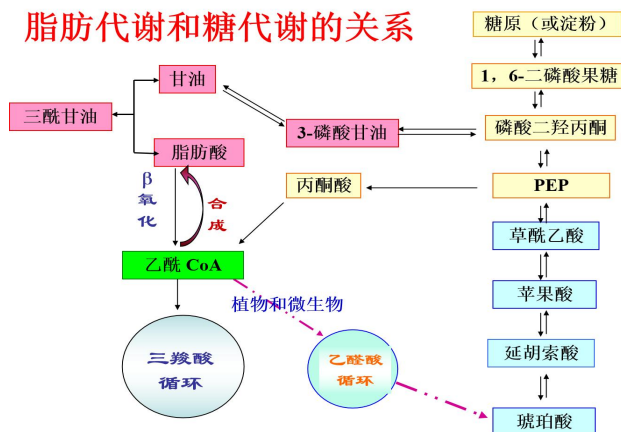 脂肪代谢和糖代谢的关系
糖原（或淀粉）
甘油
1，6-二磷酸果糖
三酰甘油
3-磷酸甘油
磷酸二羟丙酮
脂肪酸
β
氧
化
合
成
丙酮酸
PEP
草酰乙酸
乙酰 CoA
植物和微生物
苹果酸
三羧酸
循环
乙醛酸
循环
延胡索酸
琥珀酸